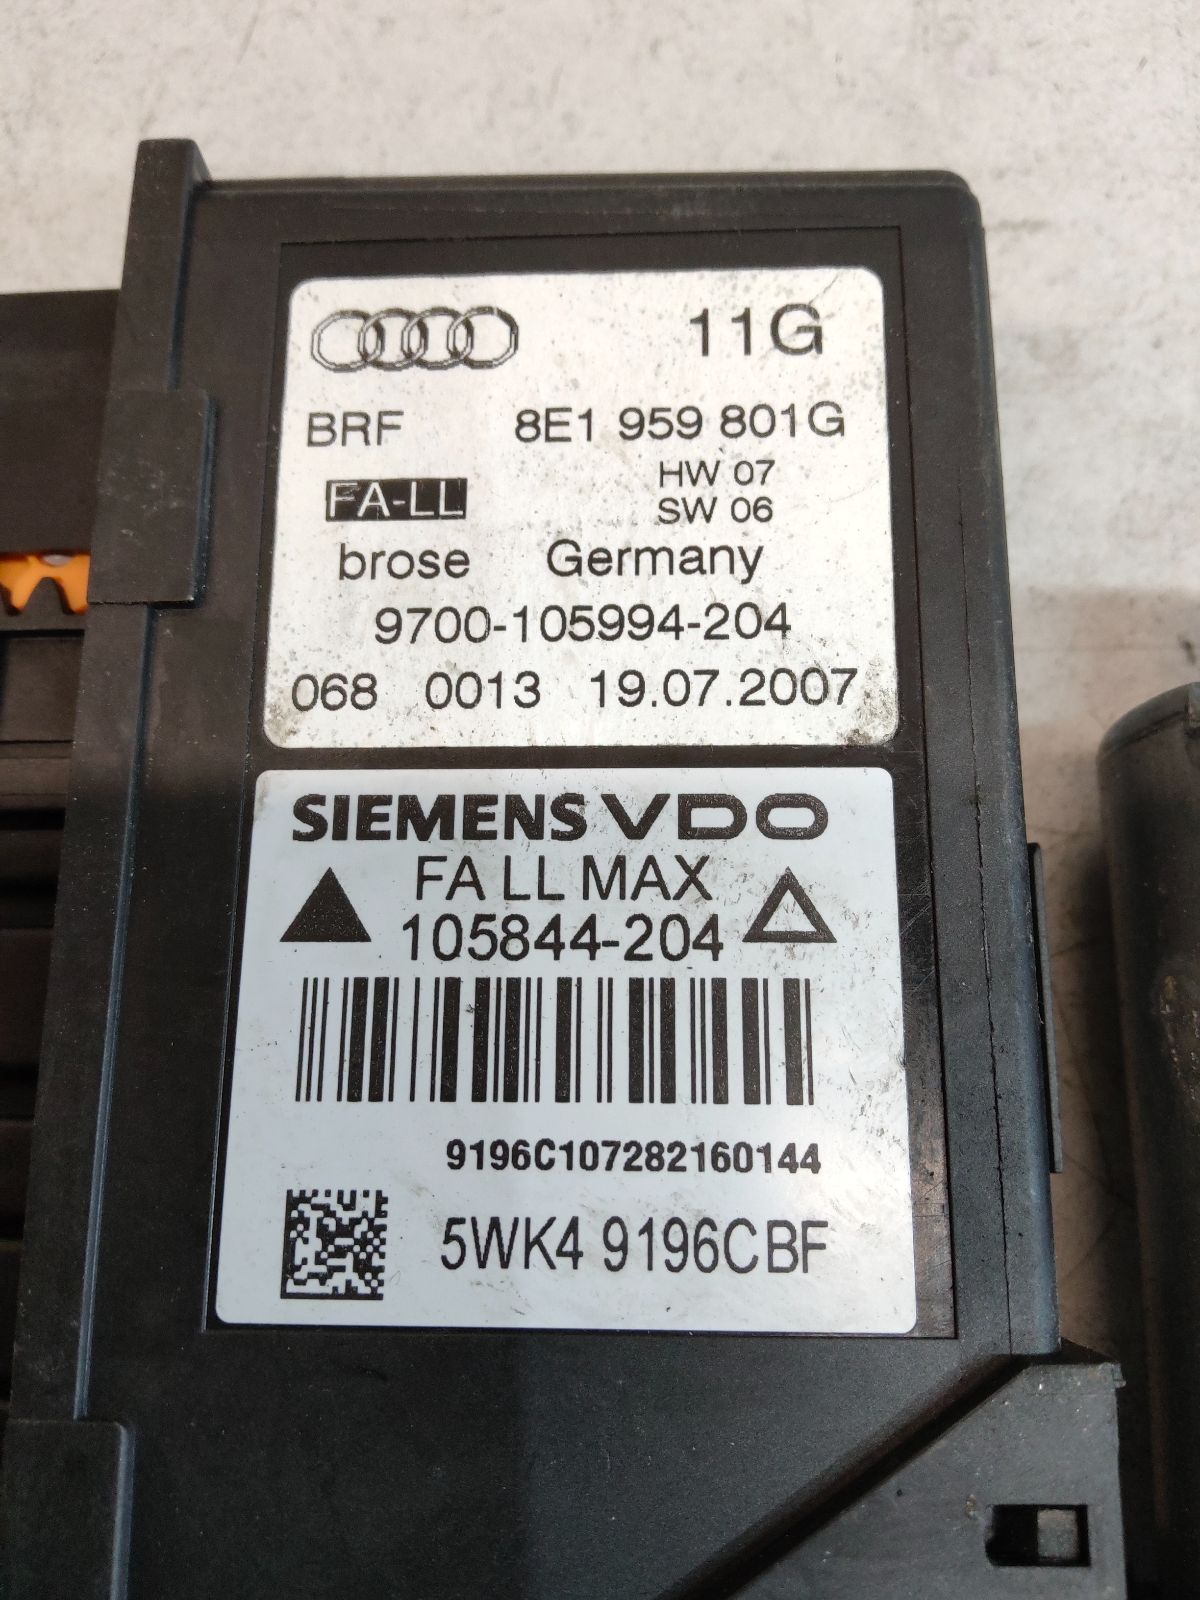 11G
BRF 8E1 959 801G
HW 07
FA-LL
SW 06
brose Germany
9700-105994-204
068 0013 19.07.2007
SIEMENS VDO
FA LL MAX
105844-204
9196C107282160144
5WK4 9196CBF